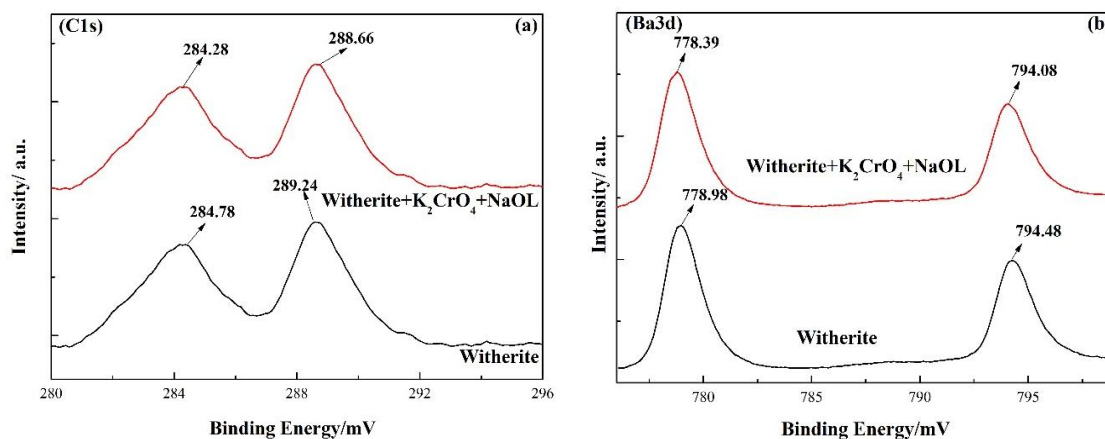 (C1s)
(a)
284.28
288.66
Witherite+K₂CrO₄+NaOL
289.24
284.78
Witherite
Intensity/ a.u.
280 284 288 292 296
Binding Energy/mV
(Ba3d)
(b
778.39
794.08
Witherite+K₂CrO₄+NaOL
778.98
794.48
Witherite
Intensity/ a.u.
780 785 790 795
Binding Energy/mV